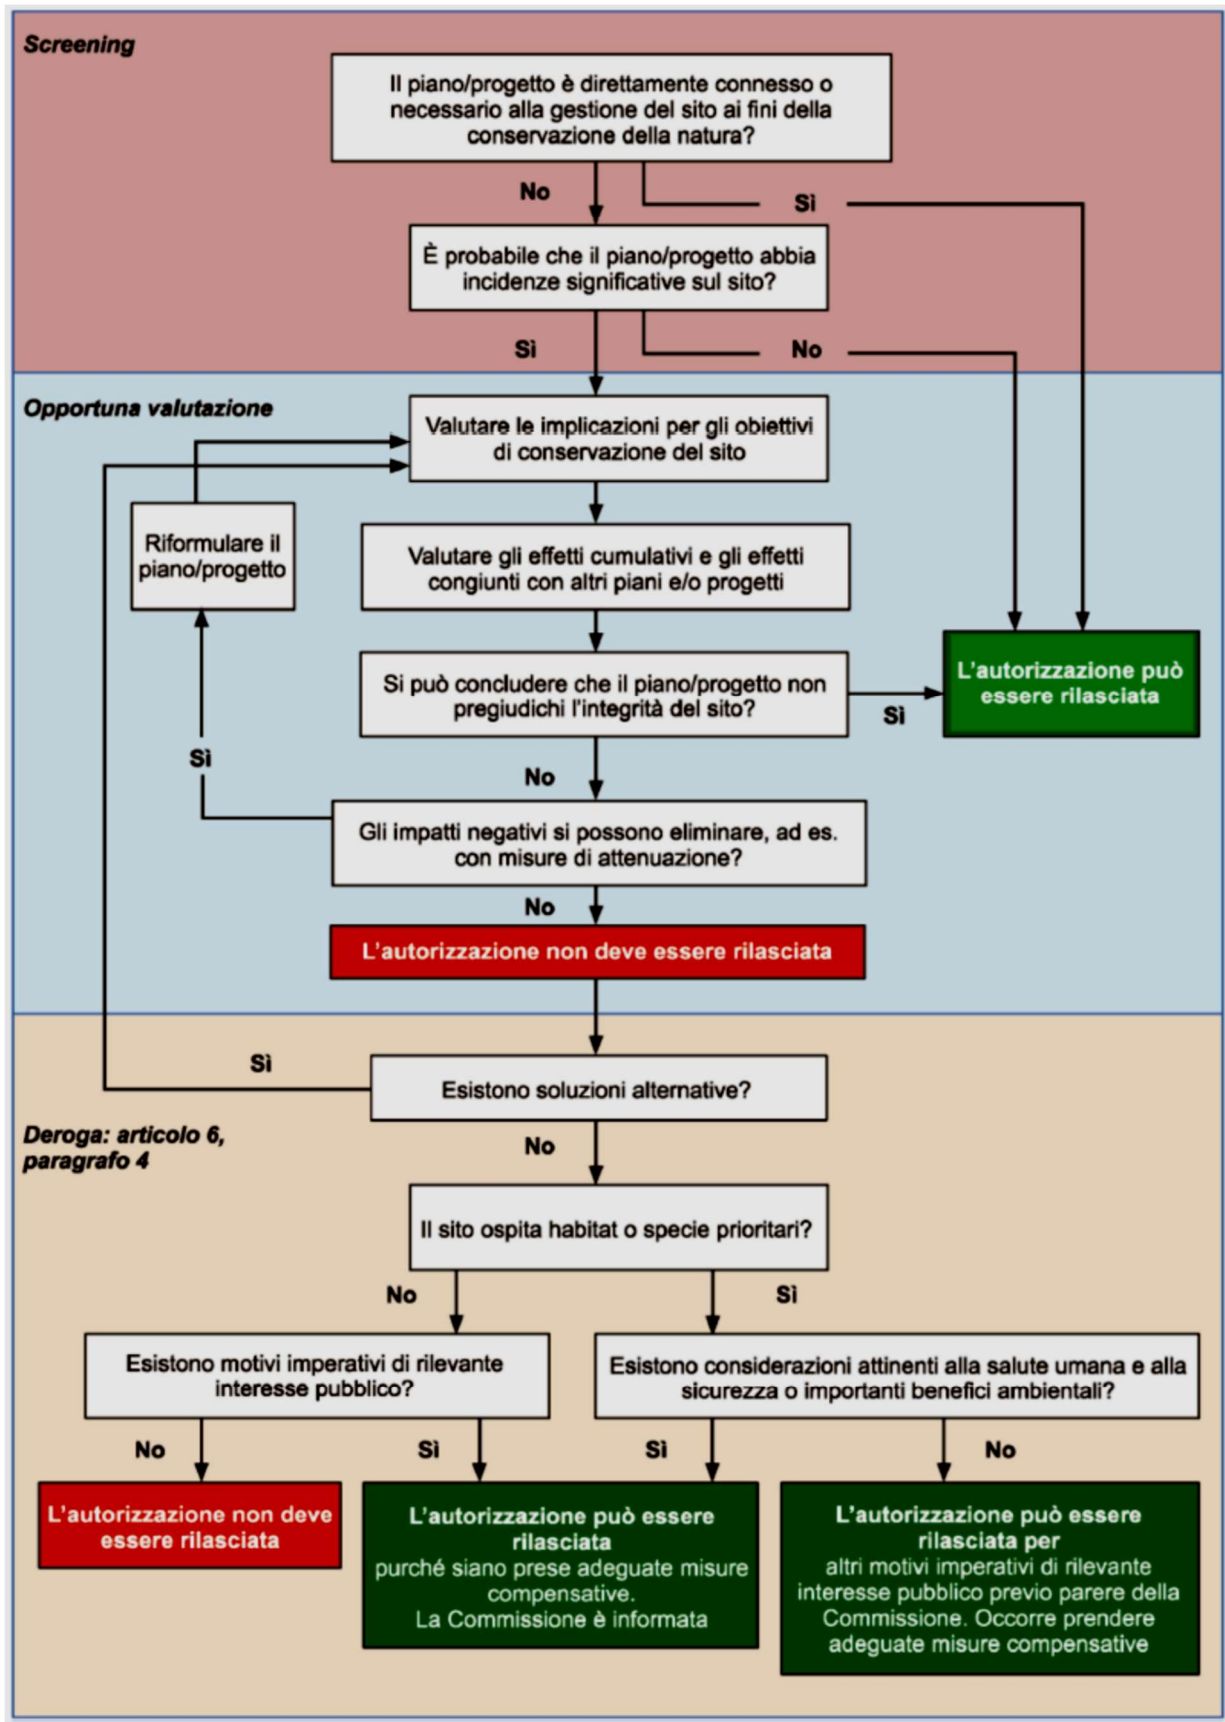 Screening
Il piano/progetto è direttamente connesso o
necessario alla gestione del sito ai fini della
conservazione della natura?
No
Sì
È probabile che il piano/progetto abbia
incidenze significative sul sito?
Sì
No
Opportuna valutazione
Valutare le implicazioni per gli obiettivi
di conservazione del sito
Riformulare il
piano/progetto
Valutare gli effetti cumulativi e gli effetti
congiunti con altri piani e/o progetti
Si può concludere che il piano/progetto non
pregiudichi l'integrità del sito?
Sì
L'autorizzazione può
essere rilasciata
Sì
No
Gli impatti negativi si possono eliminare, ad es.
con misure di attenuazione?
No
L'autorizzazione non deve essere rilasciata
Sì
Esistono soluzioni alternative?
Deroga: articolo 6,
paragrafo 4
No
Il sito ospita habitat o specie prioritari?
No
Sì
Esistono motivi imperativi di rilevante
interesse pubblico?
Esistono considerazioni attinenti alla salute umana e alla
sicurezza o importanti benefici ambientali?
No
Sì
Sì
No
L'autorizzazione non deve
essere rilasciata
L'autorizzazione può essere
rilasciata
purché siano prese adeguate misure
compensative.
La Commissione è informata
L'autorizzazione può essere
rilasciata per
altri motivi imperativi di rilevante
interesse pubblico previo parere della
Commissione. Occorre prendere
adeguate misure compensative